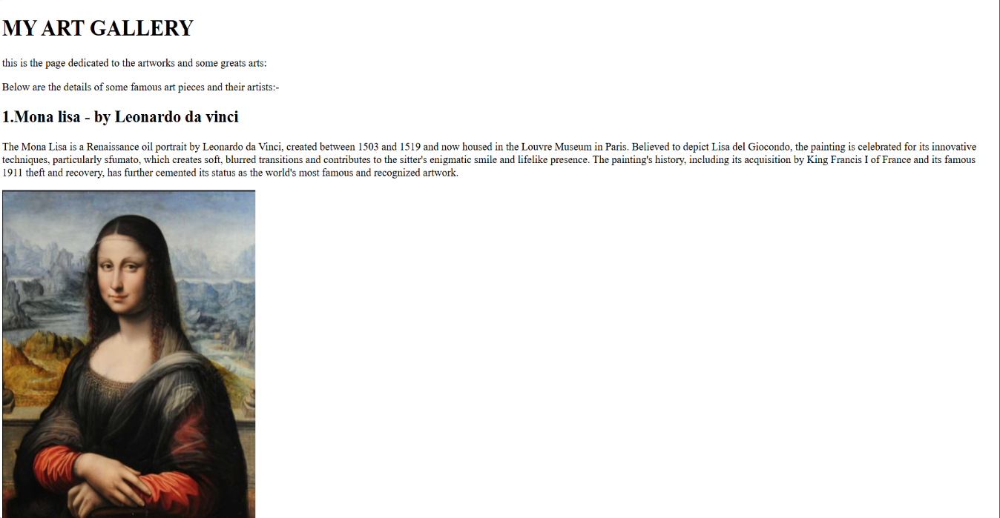 MY ART GALLERY
this is the page dedicated to the artworks and some greats arts:
Below are the details of some famous art pieces and their artists:-
1.Mona lisa - by Leonardo da vinci
The Mona Lisa is a Renaissance oil portrait by Leonardo da Vinci, created between 1503 and 1519 and now housed in the Louvre Museum in Paris. Believed to depict Lisa del Giocondo, the painting is celebrated for its innovative
techniques, particularly sfumato, which creates soft, blurred transitions and contributes to the sitter's enigmatic smile and lifelike presence. The painting's history, including its acquisition by King Francis I of France and its famous
1911 theft and recovery, has further cemented its status as the world's most famous and recognized artwork.